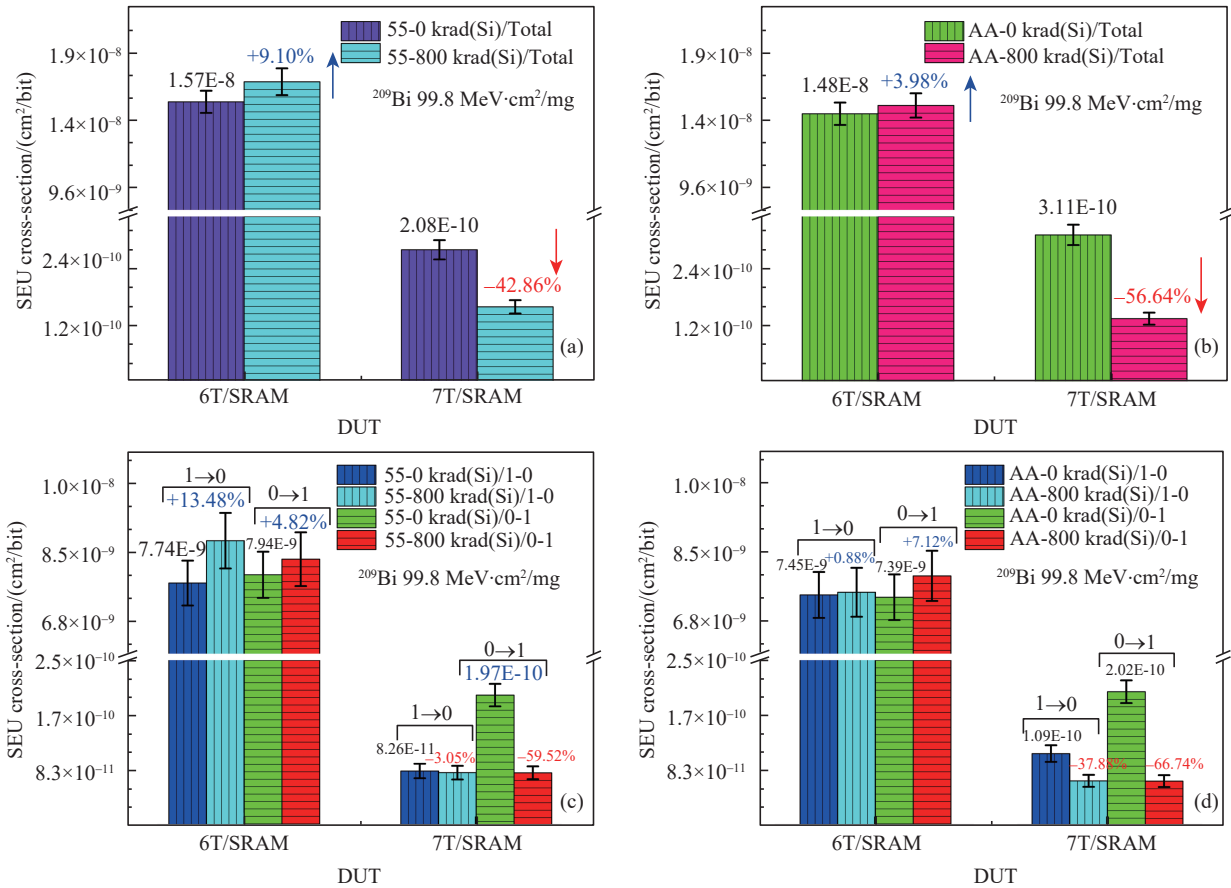 55-0 krad(Si)/Total
55-800 krad(Si)/Total
+9.10%
1.57E-8
²⁰⁹Bi 99.8 MeV·cm²/mg
1.9×10⁻⁸
1.4×10⁻⁸
9.6×10⁻⁹
2.4×10⁻¹⁰
1.2×10⁻¹⁰
SEU cross-section/(cm²/bit)
2.08E-10
–42.86%
(a)
6T/SRAM
7T/SRAM
DUT
AA-0 krad(Si)/Total
AA-800 krad(Si)/Total
+3.98%
1.48E-8
²⁰⁹Bi 99.8 MeV·cm²/mg
1.9×10⁻⁸
1.4×10⁻⁸
9.6×10⁻⁹
2.4×10⁻¹⁰
1.2×10⁻¹⁰
SEU cross-section/(cm²/bit)
3.11E-10
–56.64%
(b)
6T/SRAM
7T/SRAM
DUT
55-0 krad(Si)/1-0
55-800 krad(Si)/1-0
55-0 krad(Si)/0-1
55-800 krad(Si)/0-1
²⁰⁹Bi 99.8 MeV·cm²/mg
1→0
+13.48%
0→1
+4.82%
7.74E-9
7.94E-9
1.0×10⁻⁸
8.5×10⁻⁹
6.8×10⁻⁹
2.5×10⁻¹⁰
1.7×10⁻¹⁰
8.3×10⁻¹¹
SEU cross-section/(cm²/bit)
0→1
1.97E-10
1→0
8.26E-11
–3.05%
–59.52%
(c)
6T/SRAM
7T/SRAM
DUT
AA-0 krad(Si)/1-0
AA-800 krad(Si)/1-0
AA-0 krad(Si)/0-1
AA-800 krad(Si)/0-1
²⁰⁹Bi 99.8 MeV·cm²/mg
1→0
0→1
+7.12%
7.45E-9
+0.88%
7.39E-9
1.0×10⁻⁸
8.5×10⁻⁹
6.8×10⁻⁹
2.5×10⁻¹⁰
1.7×10⁻¹⁰
8.3×10⁻¹¹
SEU cross-section/(cm²/bit)
0→1
2.02E-10
1→0
1.09E-10
–66.74%
(d)
6T/SRAM
7T/SRAM
DUT